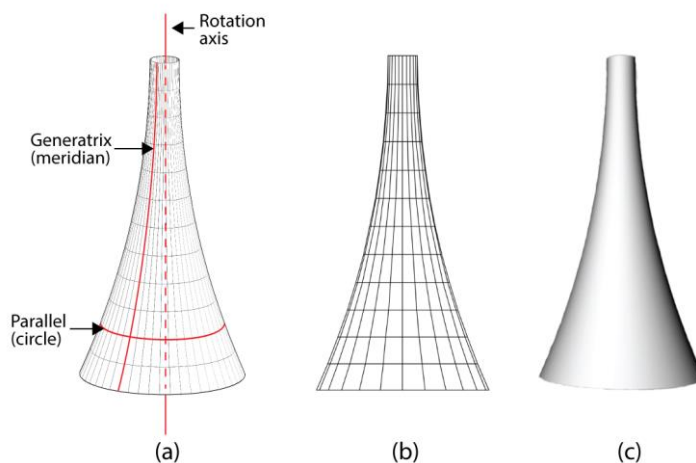 Rotation
axis
Generatrix
(meridian)
Parallel
(circle)
(a)
(b)
(c)